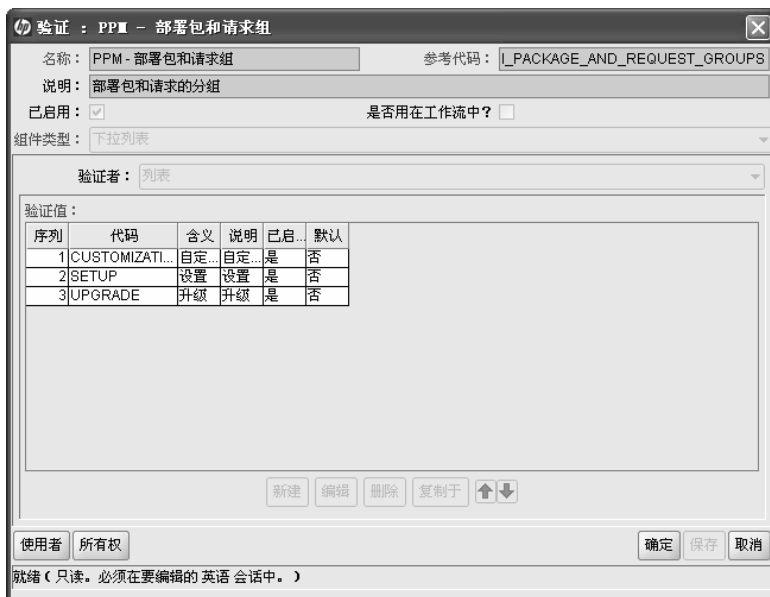 验证 : PPM - 部署包和请求组
名称: PPM - 部署包和请求组 参考代码: I_PACKAGE_AND_REQUEST_GROUPS
说明: 部署包和请求的分组
已启用: 是否用在工作流中?
组件类型: 下拉列表
验证者: 列表
验证值:
序列 代码 含义 说明 已启... 默认
1 CUSTOMIZATI... 自定... 自定... 是 否
2 SETUP 设置 设置 是 否
3 UPGRADE 升级 升级 是 否
新建 编辑 删除 复制于
使用者 所有权 确定 保存 取消
就绪 ( 只读。必须在要编辑的 英语 会话中。 )